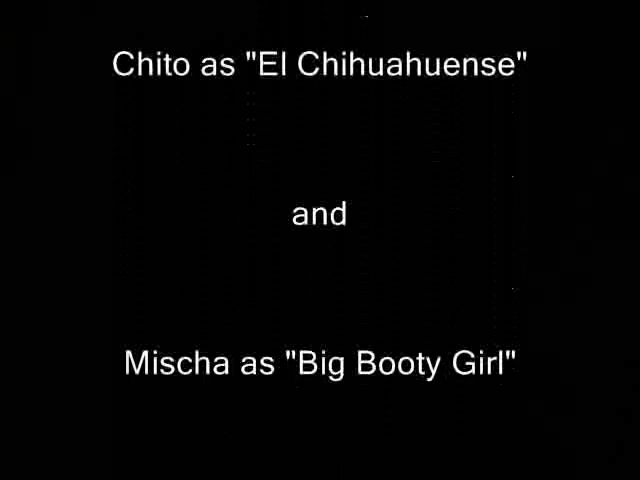 Chito as "El Chihuahuense"
and
Mischa as "Big Booty Girl"